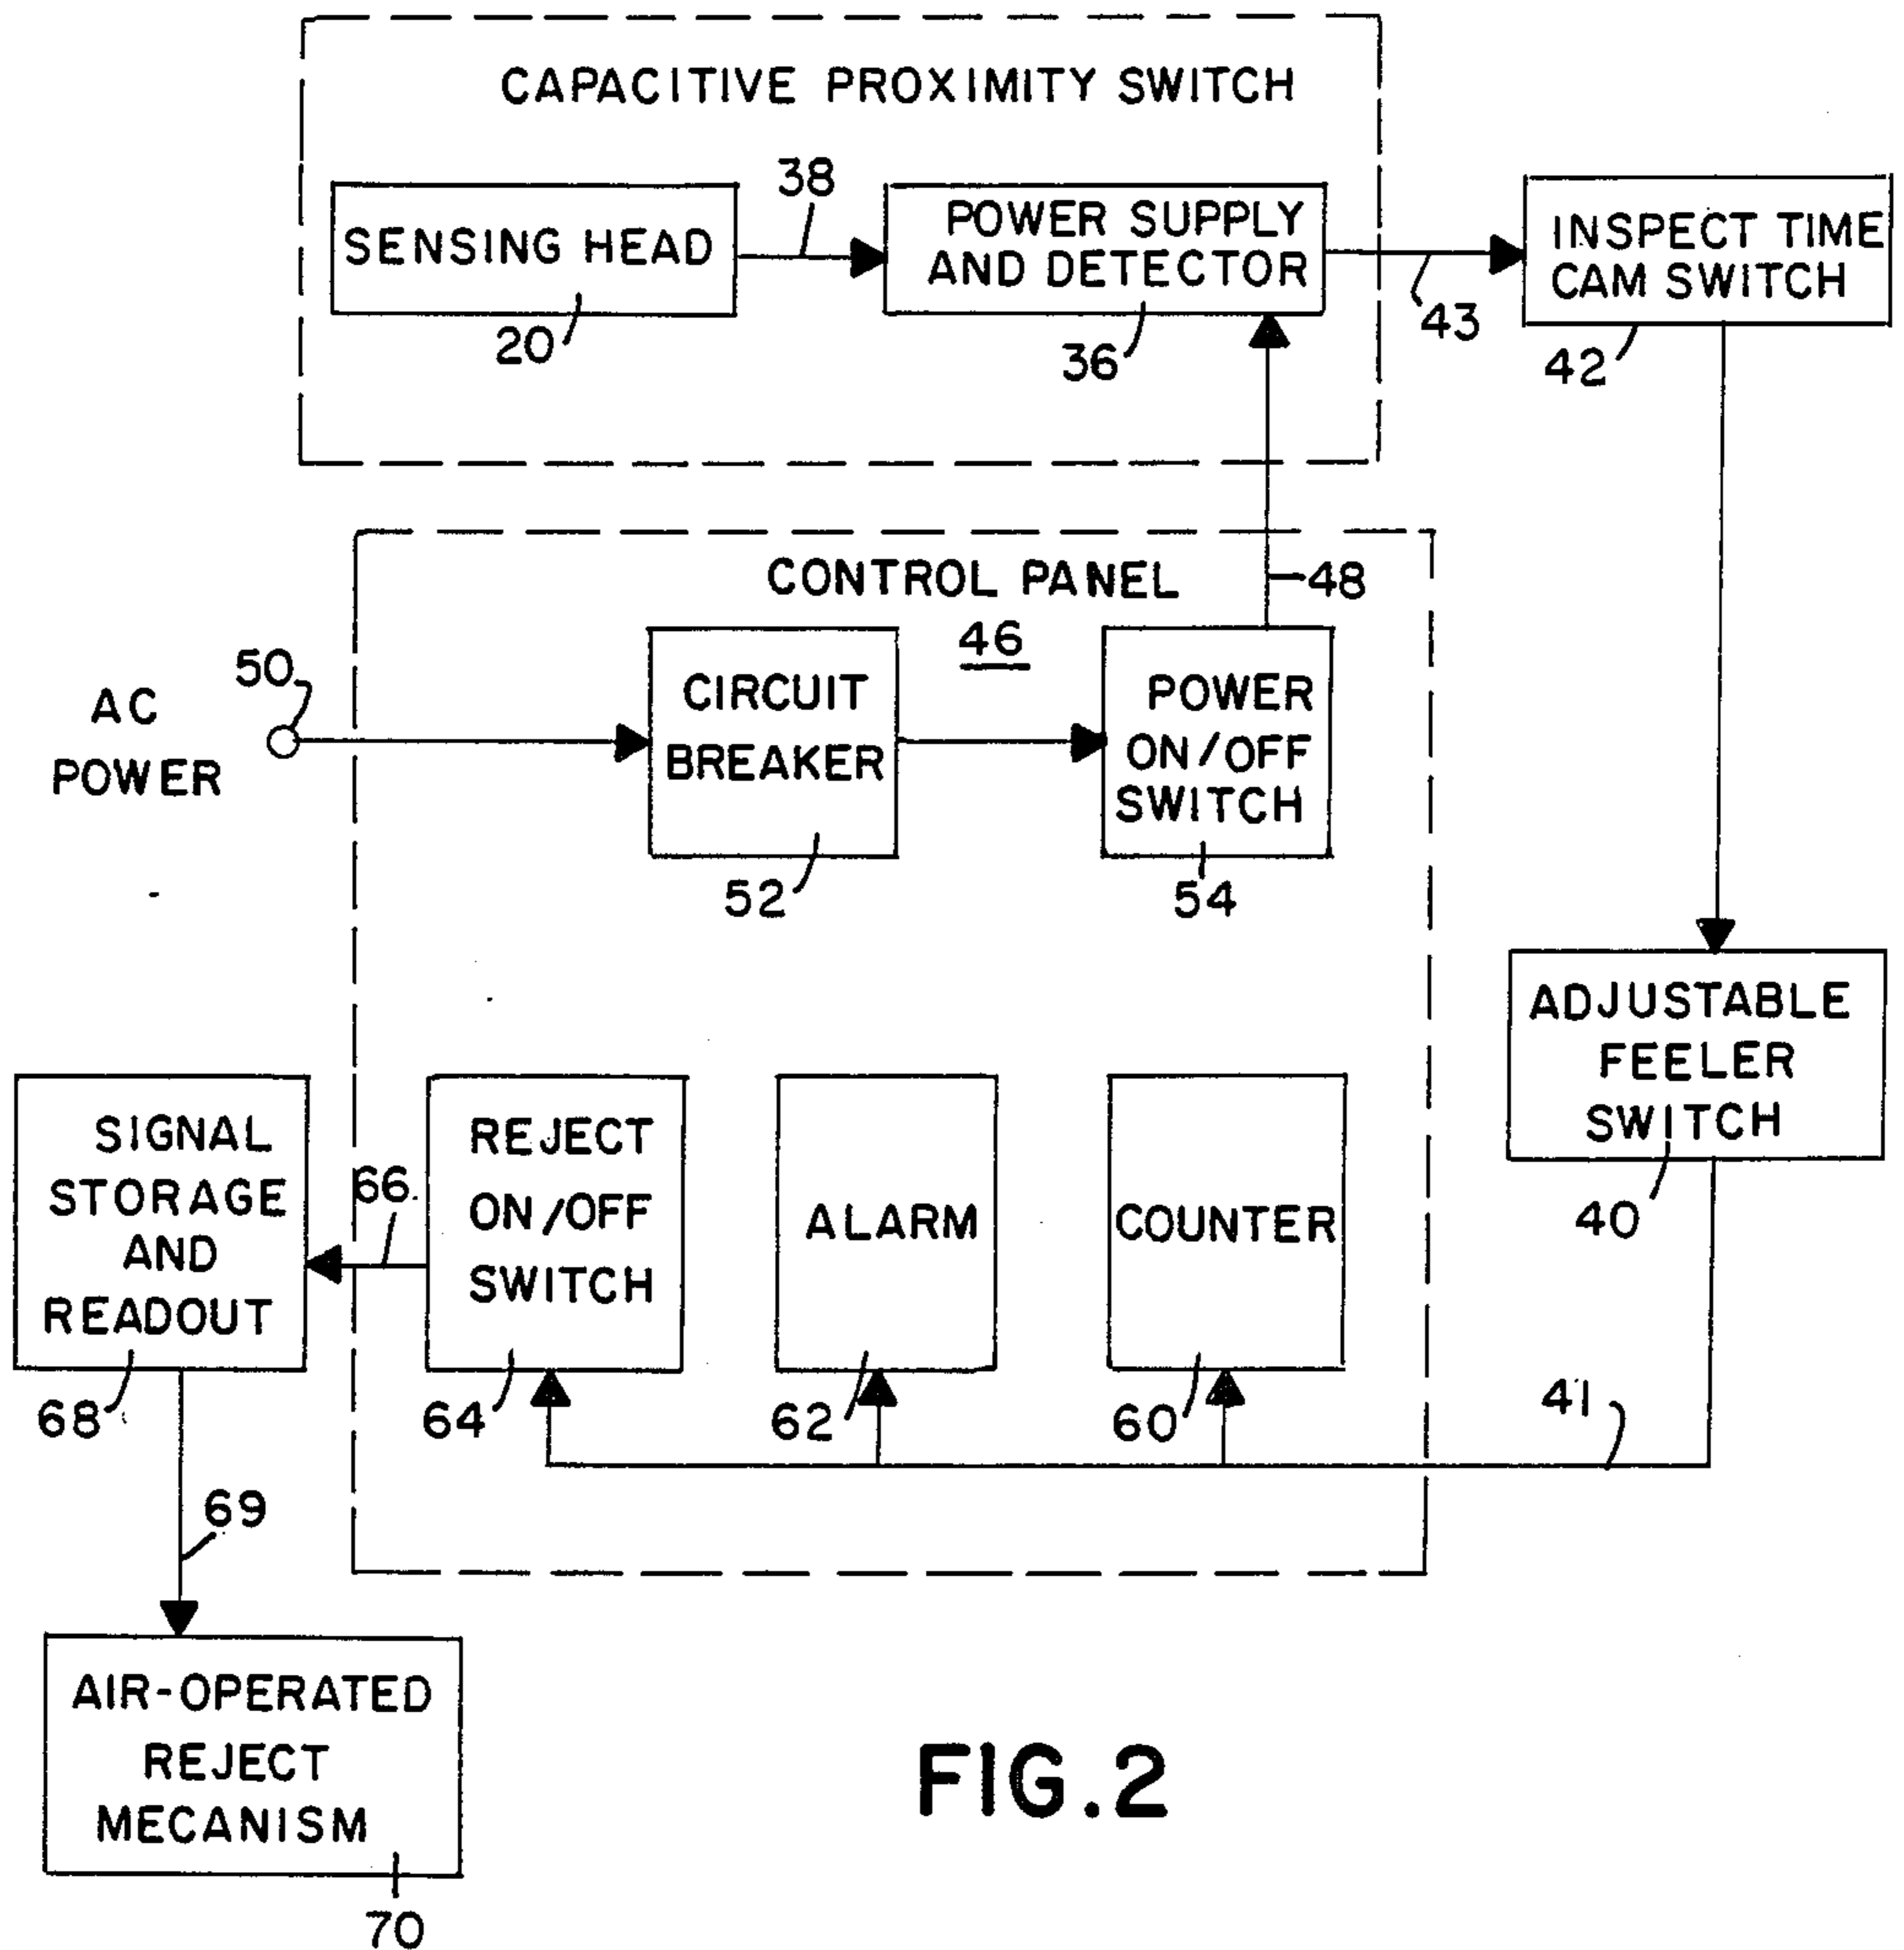 CAPACITIVE PROXIMITY SWITCH
38
SENSING HEAD
20
POWER SUPPLY
AND DETECTOR
36
43
INSPECT TIME
CAM SWITCH
42
CONTROL PANEL
46
48
AC
POWER
50
CIRCUIT
BREAKER
52
POWER
ON/OFF
SWITCH
54
ADJUSTABLE
FEELER
SWITCH
40
SIGNAL
STORAGE
AND
READOUT
68
66
REJECT
ON/OFF
SWITCH
64
ALARM
62
COUNTER
60
41
69
AIR-OPERATED
REJECT
MECANISM
70
FIG.2